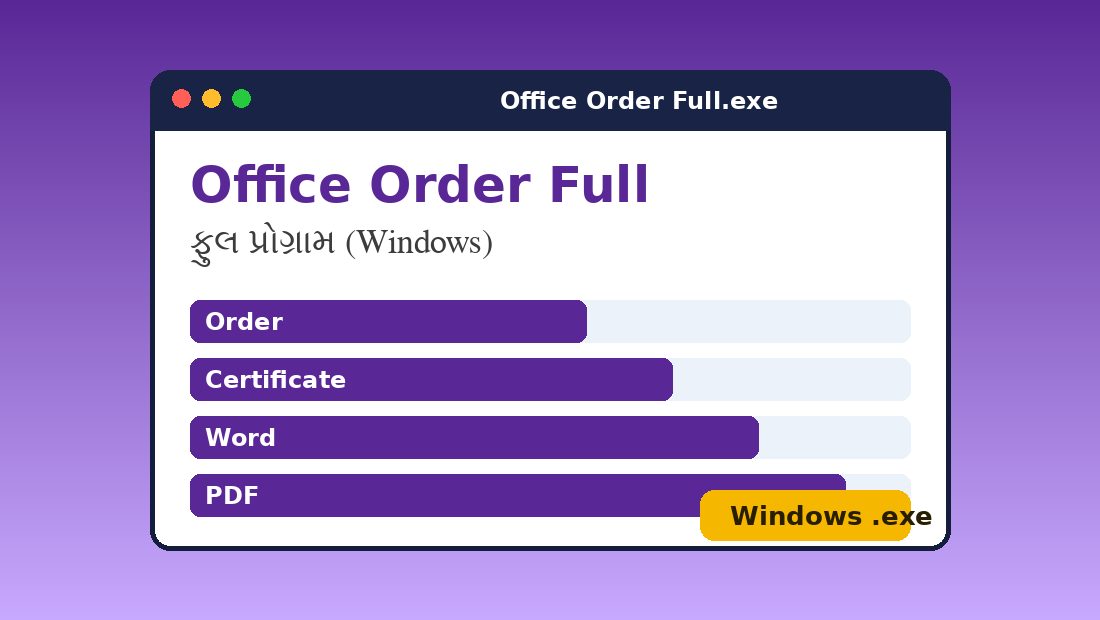 Office Order Full.exe
Office Order Full
ફુલ પ્રોગ્રામ (Windows)
Order
Certificate
Word
PDF
Windows .exe